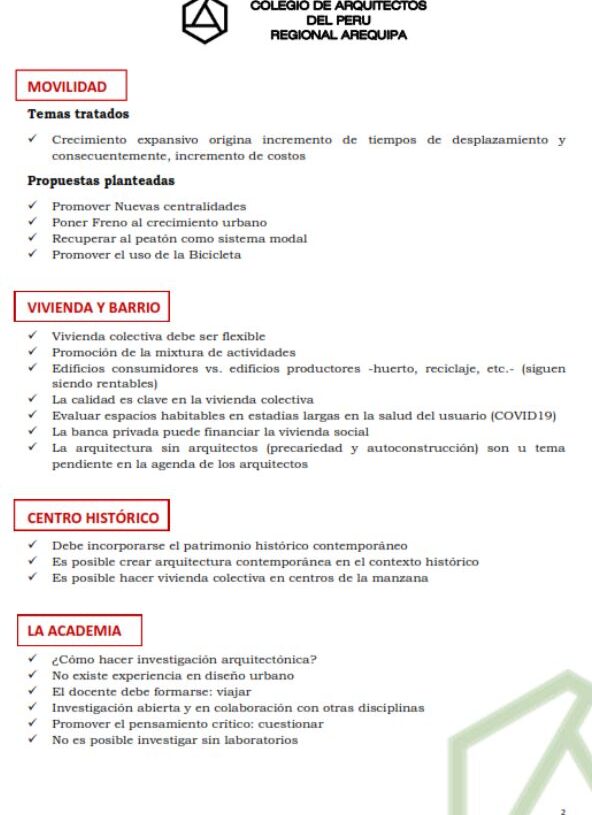 COLEGIO DE ARQUITECTOS
DEL PERU
REGIONAL AREQUIPA
MOVILIDAD
Temas tratados
✓ Crecimiento expansivo origina incremento de tiempos de desplazamiento y
consecuentemente, incremento de costos
Propuestas planteadas
✓ Promover Nuevas centralidades
✓ Poner Freno al crecimiento urbano
✓ Recuperar al peatón como sistema modal
✓ Promover el uso de la Bicicleta
VIVIENDA Y BARRIO
✓ Vivienda colectiva debe ser flexible
✓ Promoción de la mixtura de actividades
✓ Edificios consumidores vs. edificios productores -huerto, reciclaje, etc.- (siguen
siendo rentables)
✓ La calidad es clave en la vivienda colectiva
✓ Evaluar espacios habitables en estadías largas en la salud del usuario (COVID19)
✓ La banca privada puede financiar la vivienda social
✓ La arquitectura sin arquitectos (precariedad y autoconstrucción) son u tema
pendiente en la agenda de los arquitectos
CENTRO HISTÓRICO
✓ Debe incorporarse el patrimonio histórico contemporáneo
✓ Es posible crear arquitectura contemporánea en el contexto histórico
✓ Es posible hacer vivienda colectiva en centros de la manzana
LA ACADEMIA
✓ ¿Cómo hacer investigación arquitectónica?
✓ No existe experiencia en diseño urbano
✓ El docente debe formarse: viajar
✓ Investigación abierta y en colaboración con otras disciplinas
✓ Promover el pensamiento crítico: cuestionar
✓ No es posible investigar sin laboratorios
2